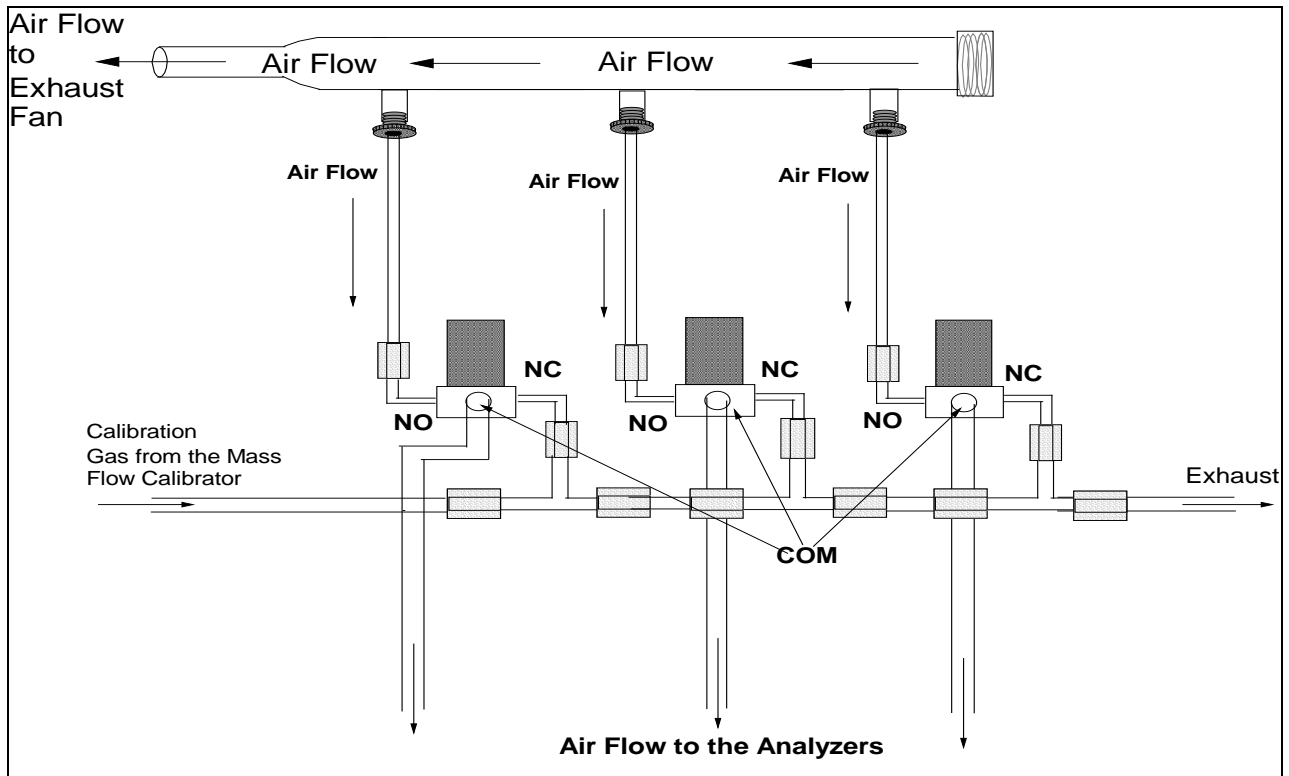 Air Flow
to
Exhaust
Fan
Air Flow
Air Flow
Air Flow
Air Flow
Air Flow
NC
NC
NC
NO
NO
NO
Calibration
Gas from the Mass
Flow Calibrator
Exhaust
COM
Air Flow to the Analyzers